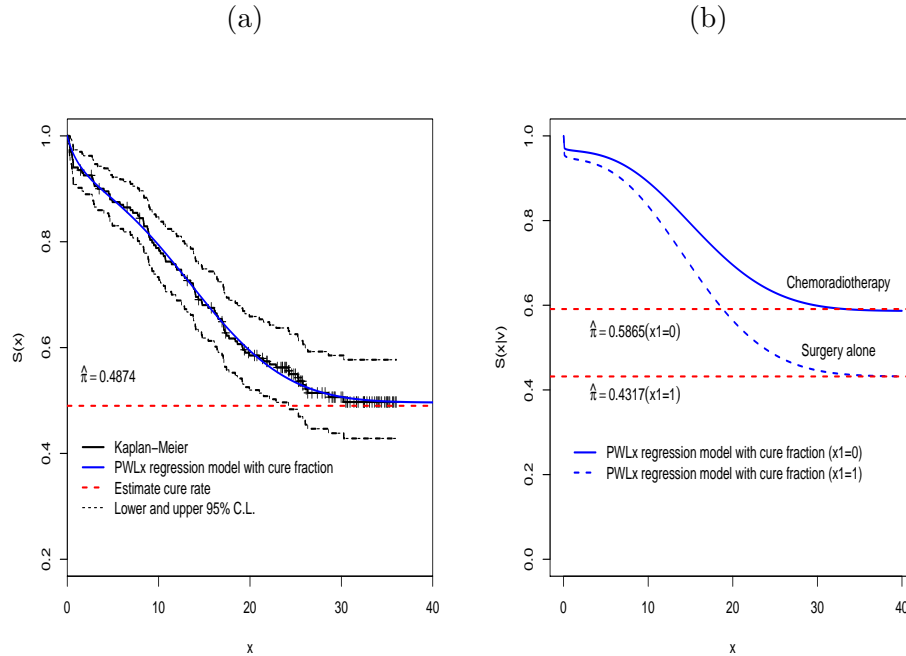 (a)
S(x)
1.0
0.8
0.6
0.4
0.2
π̂ = 0.4874
Kaplan−Meier
PWLx regression model with cure fraction
Estimate cure rate
Lower and upper 95% C.L.
0 10 20 30 40
x
(b)
S(x|v)
1.0
0.8
0.6
0.4
0.2
0.0
Chemoradiotherapy
π̂ = 0.5865(x1=0)
Surgery alone
π̂ = 0.4317(x1=1)
PWLx regression model with cure fraction (x1=0)
PWLx regression model with cure fraction (x1=1)
0 10 20 30 40
x